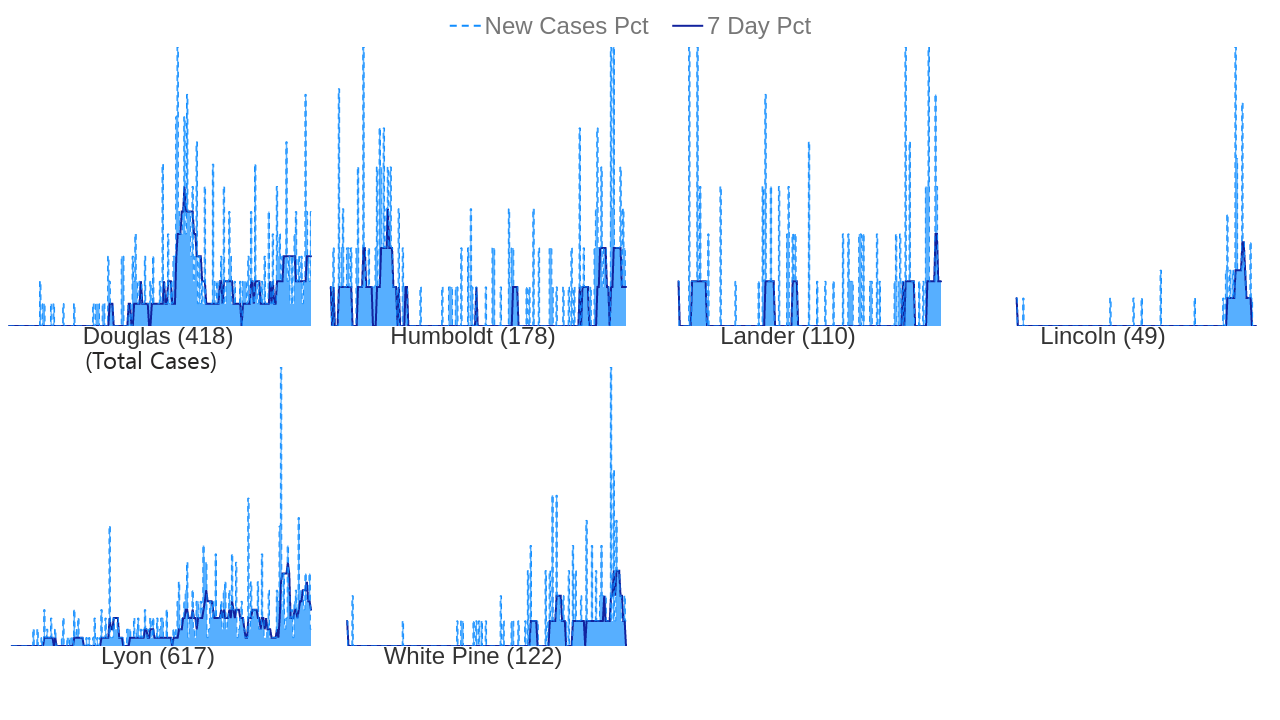 New Cases Pct 7 Day Pct
Douglas (418) Humboldt (178) Lander (110) Lincoln (49)
(Total Cases)
Lyon (617) White Pine (122)